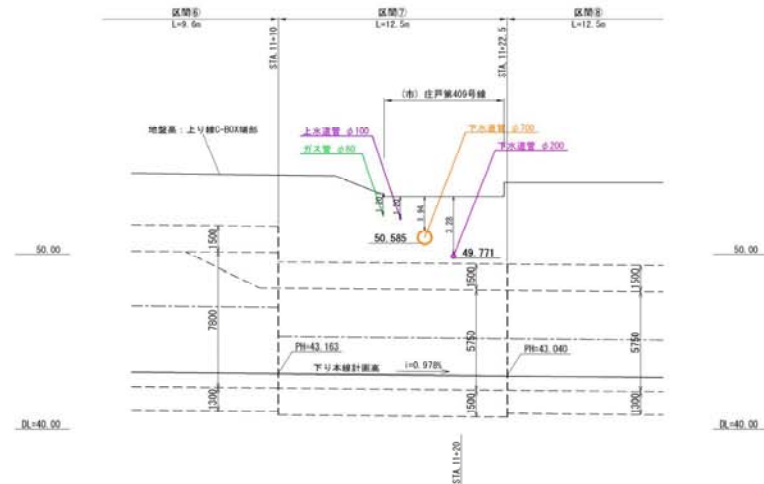 区間⑥
L=9.6m
区間⑦
L=12.5m
区間⑧
L=12.5m
STA.11+10
STA.11+22.5
(市) 庄戸第409号線
地盤高：上り線C-BOX端部
上水道管 φ100
ガス管 φ80
下水道管 φ700
下水道管 φ200
3.28
50.585
49.771
50.00
50.00
1500
7800
1300
1500
5750
1500
1500
5750
1300
PH=43.163
PH=43.040
下り本線計画高
i=0.978%
DL=40.00
DL=40.00
STA.11+20